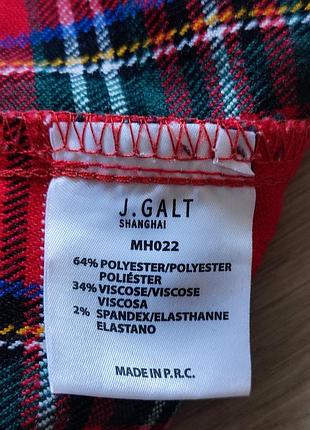 J.GALT
SHANGHAI
MH022
64% POLYESTER/POLYESTER
POLIÉSTER
34% VISCOSE/VISCOSE
VISCOSA
2% SPANDEX/ELASTHANNE
ELASTANO
MADE IN P.R.C.